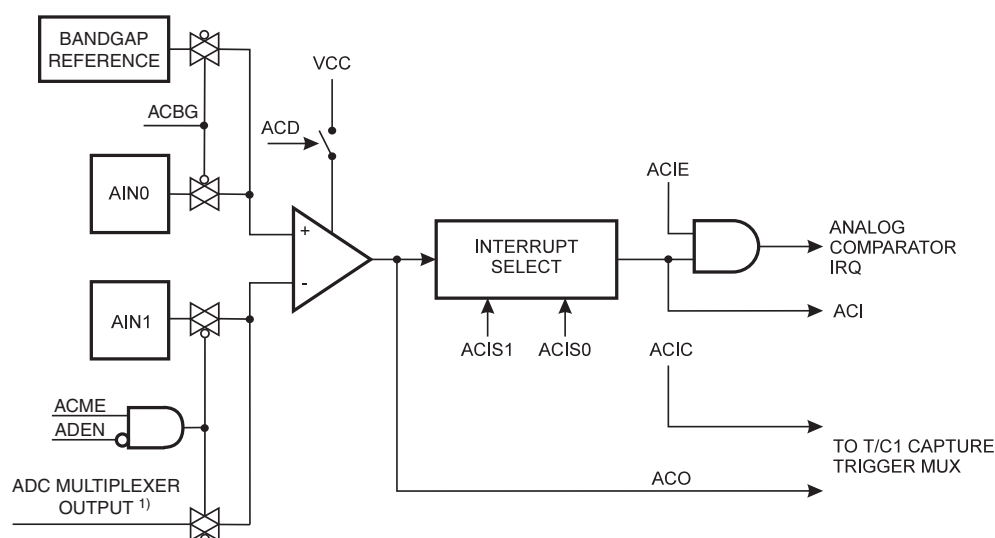 BANDGAP
REFERENCE
VCC
ACBG
ACD
AIN0
ACIE
+
INTERRUPT
SELECT
ANALOG
COMPARATOR
IRQ
-
AIN1
ACI
ACIS1
ACIS0
ACIC
ACME
ADEN
TO T/C1 CAPTURE
TRIGGER MUX
ADC MULTIPLEXER
OUTPUT 1)
ACO